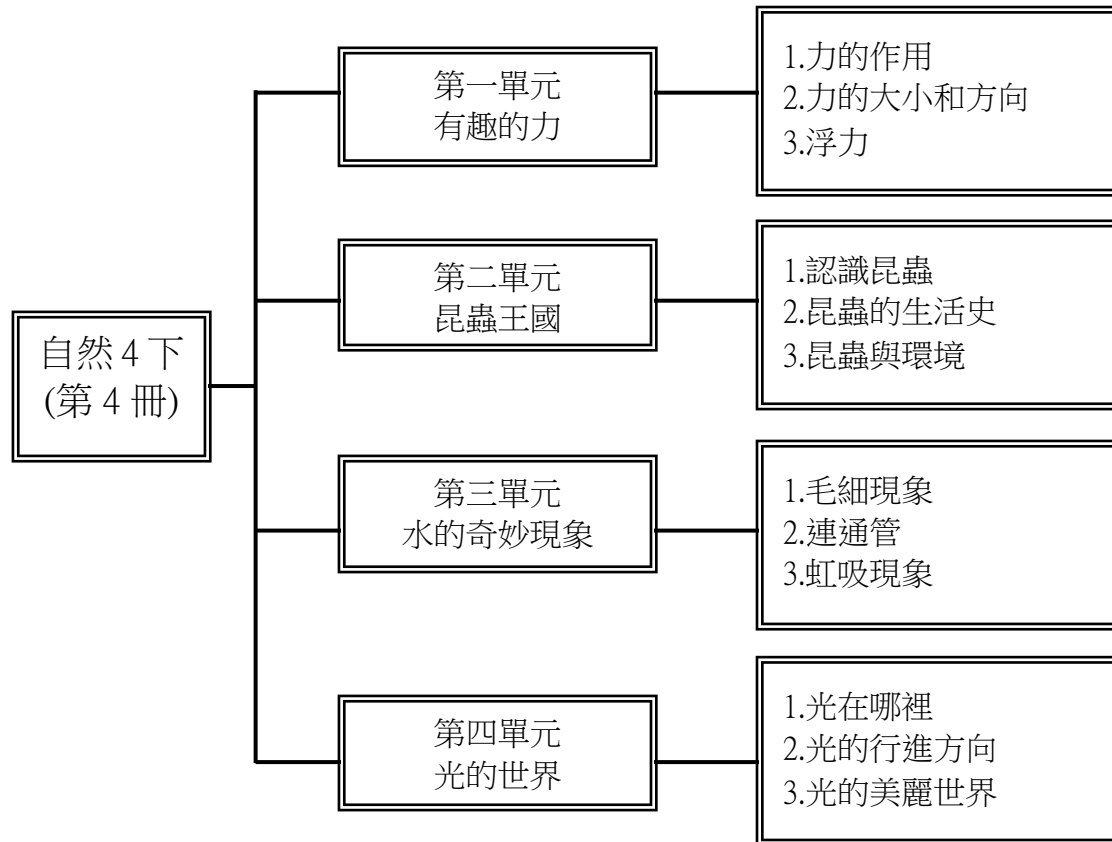 自然 4 下
(第 4 冊)
第一單元
有趣的力
1.力的作用
2.力的大小和方向
3.浮力
第二單元
昆蟲王國
1.認識昆蟲
2.昆蟲的生活史
3.昆蟲與環境
第三單元
水的奇妙現象
1.毛細現象
2.連通管
3.虹吸現象
第四單元
光的世界
1.光在哪裡
2.光的行進方向
3.光的美麗世界